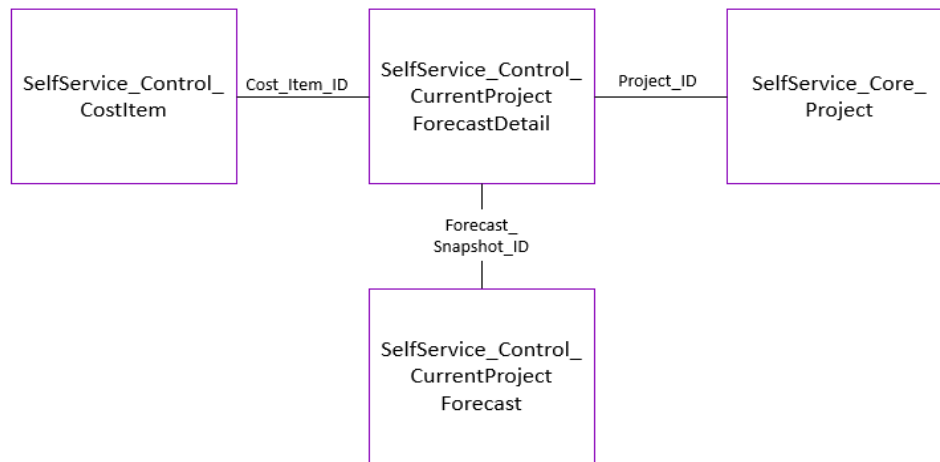 SelfService_Control_
CostItem
Cost_Item_ID
SelfService_Control_
CurrentProject
ForecastDetail
Project_ID
SelfService_Core_
Project
Forecast_
Snapshot_ID
SelfService_Control_
CurrentProject
Forecast